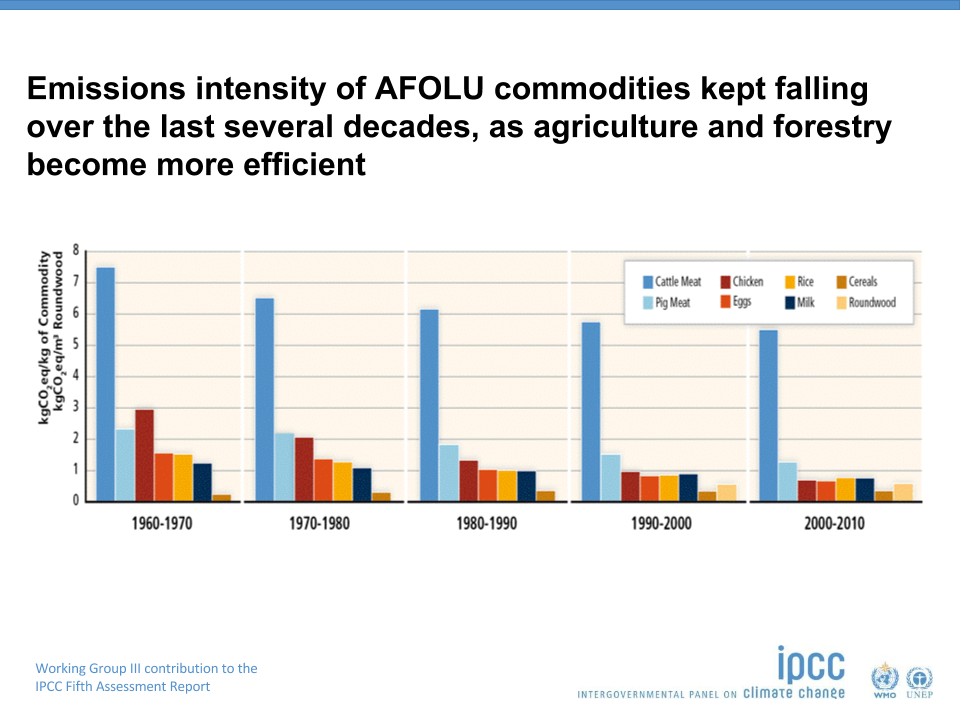 Emissions intensity of AFOLU commodities kept falling
over the last several decades, as agriculture and forestry
become more efficient
kgCO₂eq/kg of Commodity
kgCO₂eq/m³ Roundwood
8
7
6
5
4
3
2
1
0
Cattle Meat Chicken Rice Cereals
Pig Meat Eggs Milk Roundwood
1960-1970 1970-1980 1980-1990 1990-2000 2000-2010
Working Group III contribution to the
IPCC Fifth Assessment Report
ipcc
INTERGOVERNMENTAL PANEL ON climate change
WMO UNEP